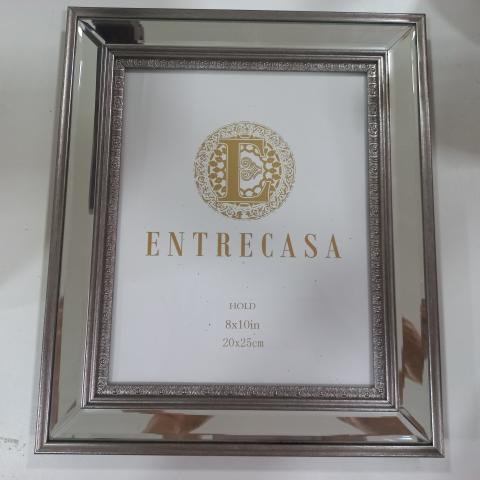 E
ENTRECASA
HOLD
8x10in
20x25cm